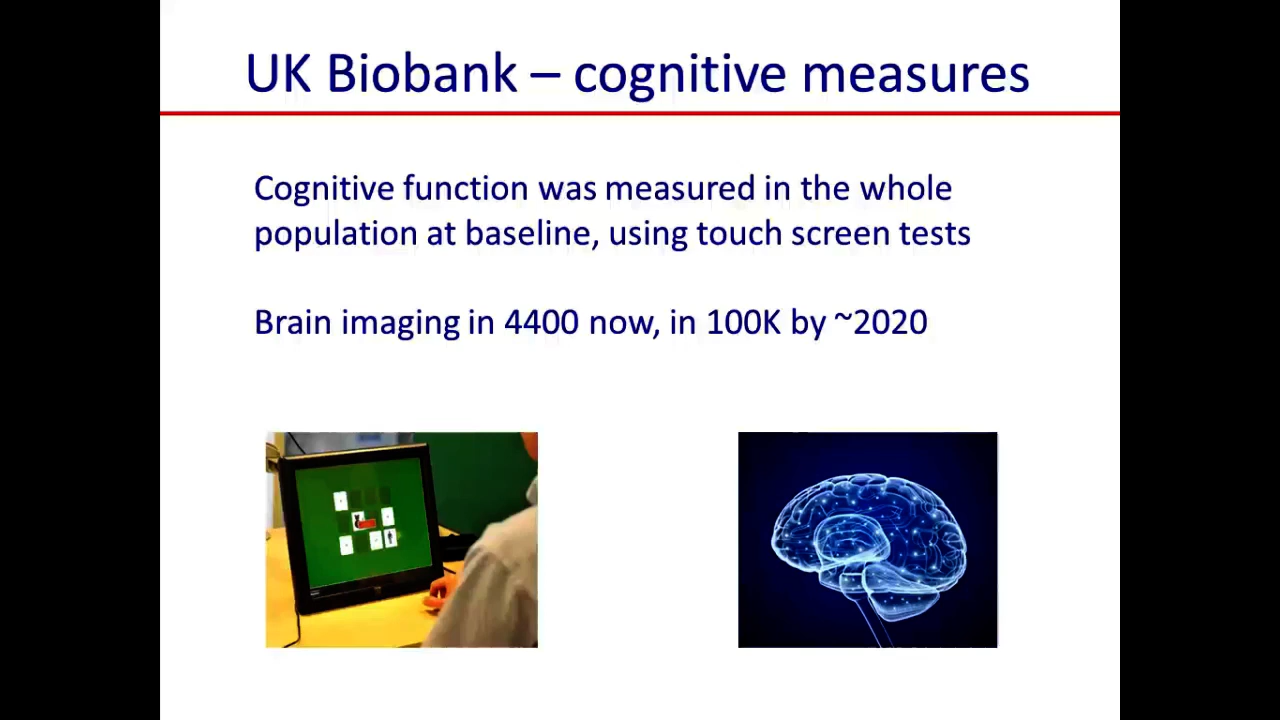 UK Biobank – cognitive measures
Cognitive function was measured in the whole
population at baseline, using touch screen tests
Brain imaging in 4400 now, in 100K by ~2020